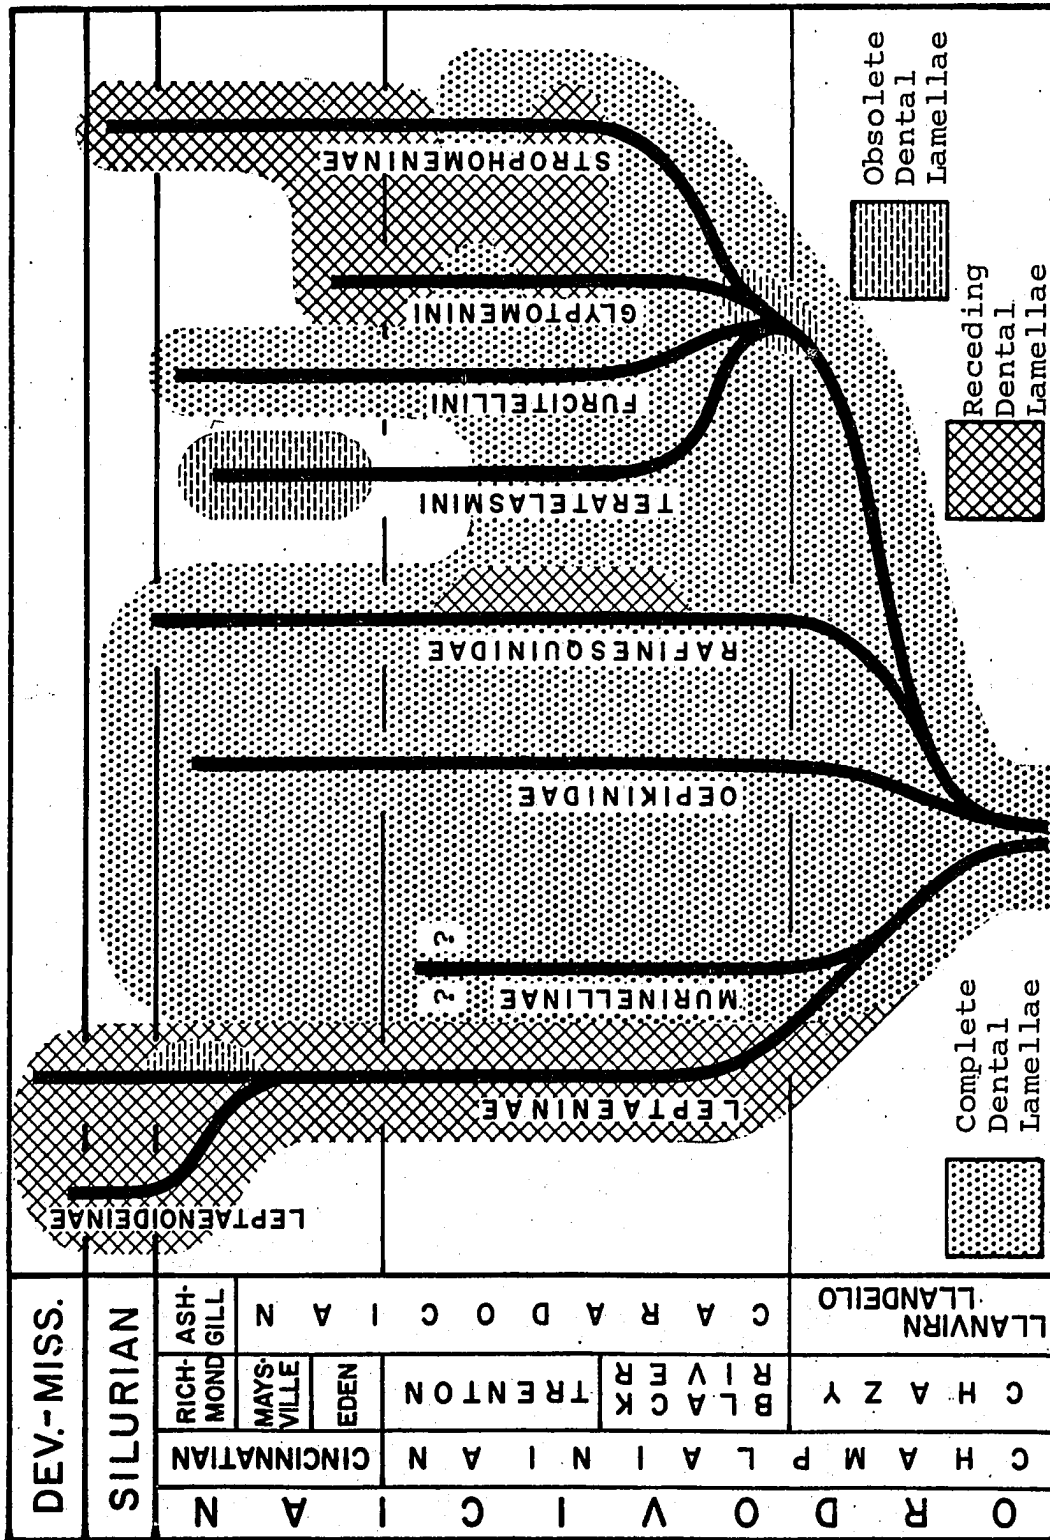 DEV.-MISS.
SILURIAN
ORDOVICIAN
CINCINNATIAN
CHAMPLAINIAN
RICH-
MOND
MAYS-
VILLE
EDEN
TRENTON
BLACK
RIVER
CHAZY
ASH-
GILL
CARADOCIAN
LLANDEILO
LLANVIRN
LEPTAENOIDEINAE
LEPTAENINAE
MURINELLINAE
? ?
OEPIKINIDAE
RAFINESQUINIDAE
TERATELASMINI
FURCITELLINI
GLYPTOMENINI
STROPHOMENINAE
Complete
Dental
Lamellae
Receding
Dental
Lamellae
Obsolete
Dental
Lamellae